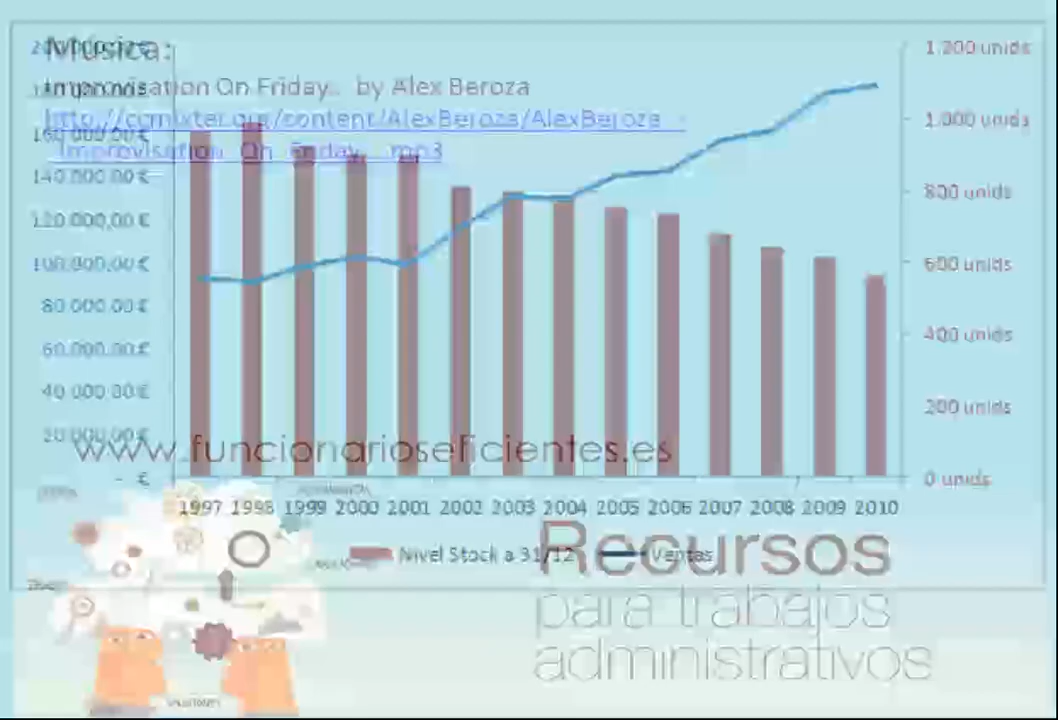 Música:
Improvisation On Friday.. by Alex Beroza
http://ccmixter.org/content/AlexBeroza/AlexBeroza_-
_Improvisation_On_Friday_.mp3
160.000,00 €
140.000,00 €
120.000,00 €
100.000,00 €
80.000,00 €
60.000,00 €
40.000,00 €
20.000,00 €
- €
1.200 unids
1.000 unids
800 unids
600 unids
400 unids
200 unids
0 unids
www.funcionarioseficientes.es
1997 1998 1999 2000 2001 2002 2003 2004 2005 2006 2007 2008 2009 2010
Nivel Stock a 31/12 Ventas
Recursos
para trabajos
administrativos